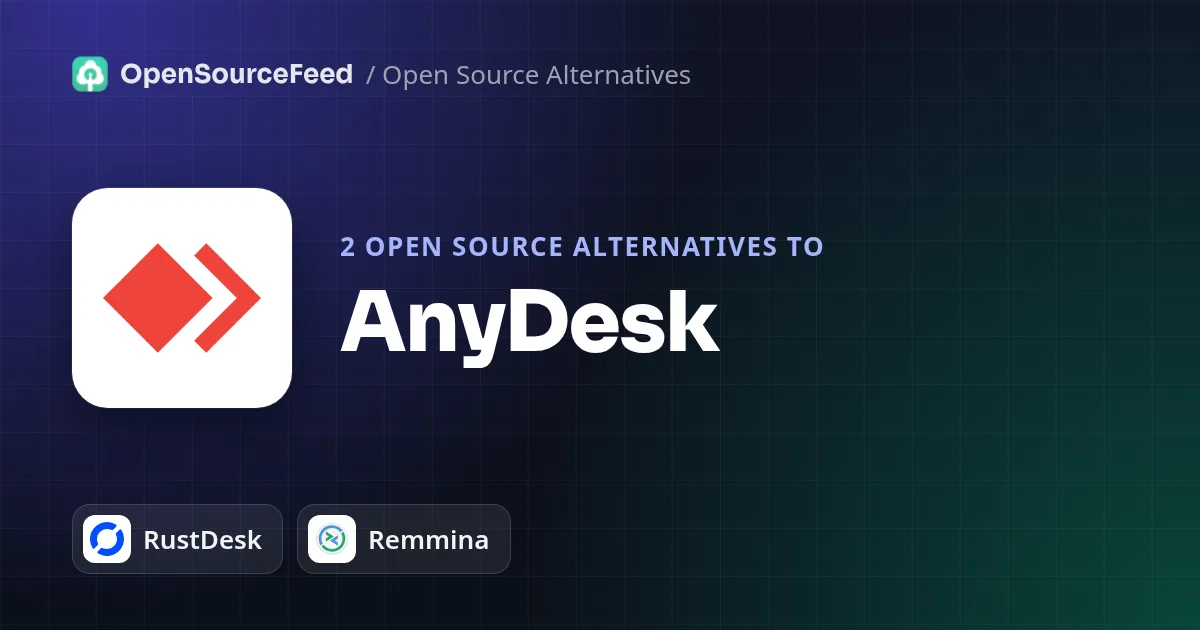 OpenSourceFeed / Open Source Alternatives
2 OPEN SOURCE ALTERNATIVES TO
AnyDesk
RustDesk
Remmina